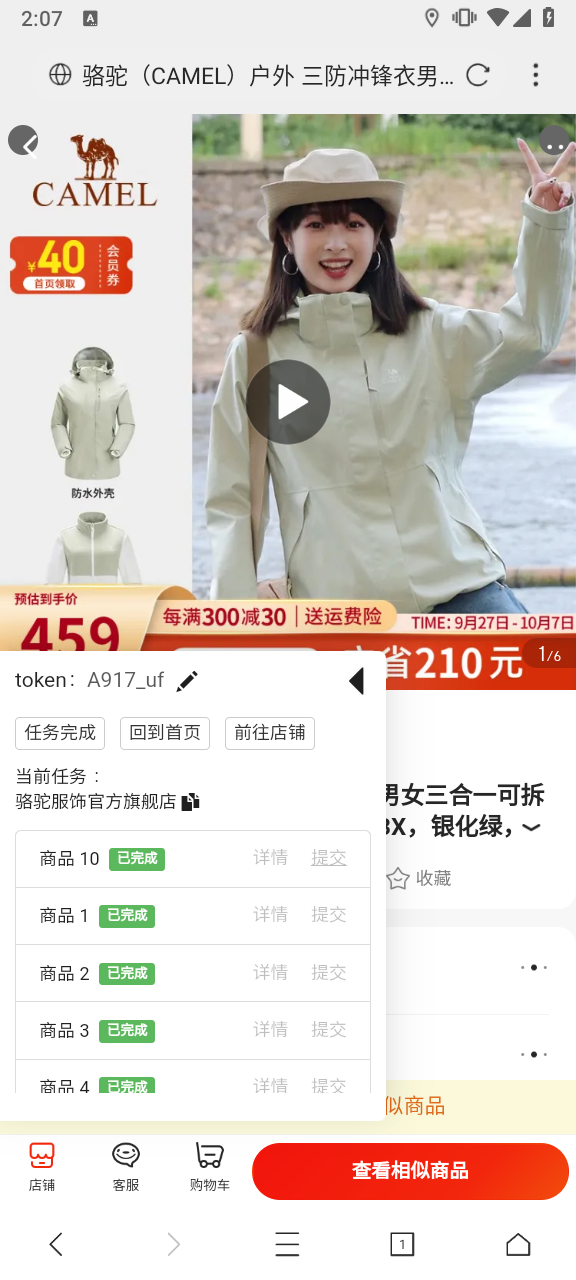 2:07
A
骆驼（CAMEL）户外 三防冲锋衣男...
CAMEL
¥40
会员券
首页领取
防水外壳
预估到手价
459
每满300减30｜送运费险
TIME：9月27日 - 10月7日
省210元
1/6
token： A917_uf
任务完成
回到首页
前往店铺
当前任务 ：
骆驼服饰官方旗舰店
男女三合一可拆
X，银化绿，
收藏
商品 10 已完成 详情 提交
商品 1 已完成 详情 提交
商品 2 已完成 详情 提交
商品 3 已完成 详情 提交
商品 4 已完成 详情 提交
似商品
店铺
客服
购物车
查看相似商品
1